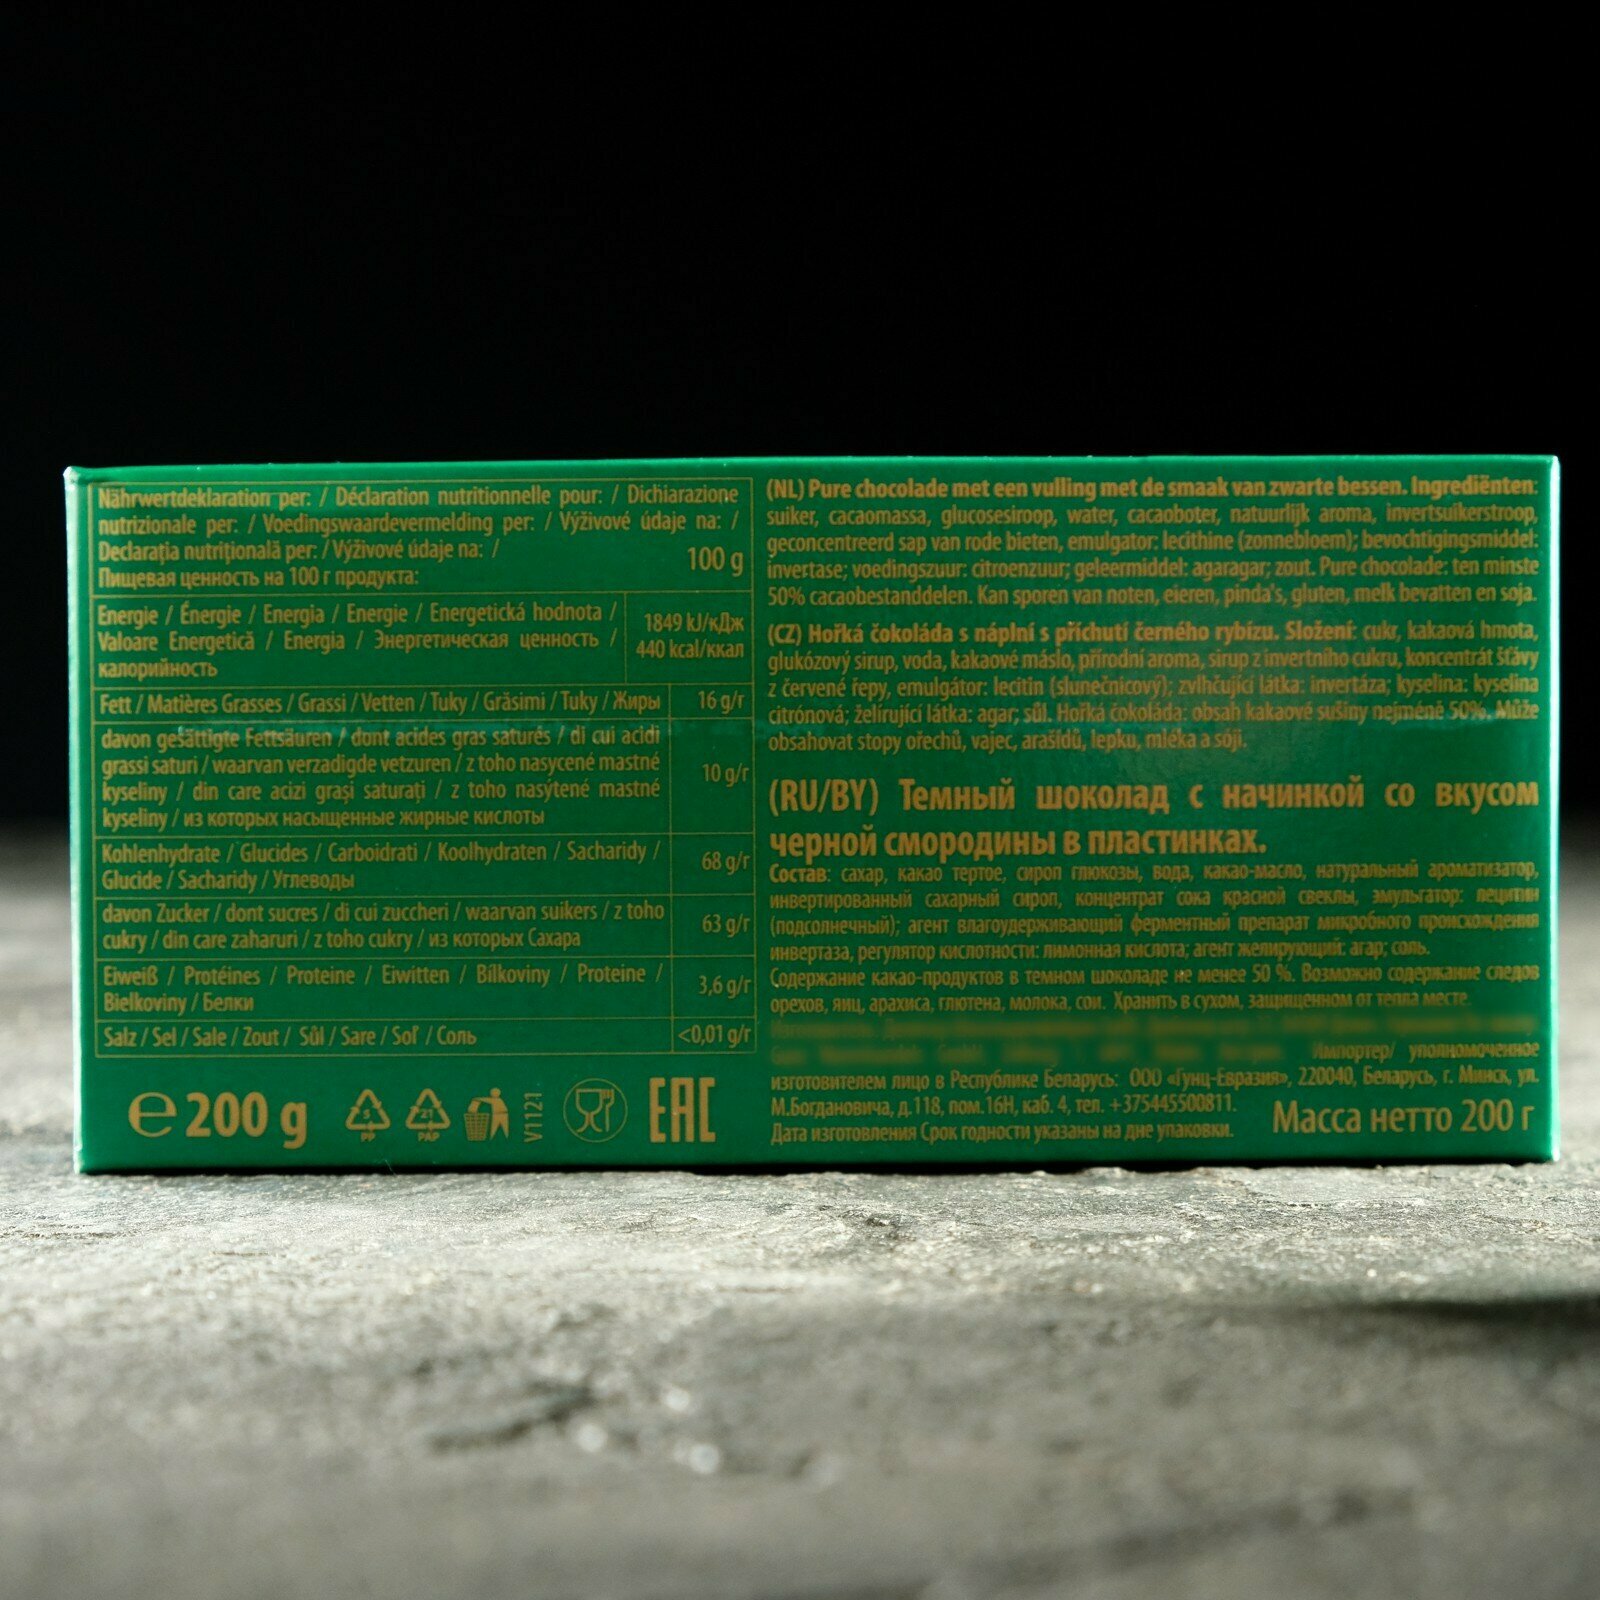 Nährwertdeklaration per: / Déclaration nutritionnelle pour: / Dichiarazione
nutrizionale per: / Voedingswaardevermelding per: / Výživové údaje na: /
Declarația nutrițională per: / Výživové údaje na: /
Пищевая ценность на 100 г продукта:
100 g
Energie / Énergie / Energia / Energie / Energetická hodnota /
Valoare Energetică / Energia / Энергетическая ценность /
калорийность
1849 kJ/кДж
440 kcal/ккал
Fett / Matières Grasses / Grassi / Vetten / Tuky / Grăsimi / Tuky / Жиры
16 g/г
davon gesättigte Fettsäuren / dont acides gras saturés / di cui acidi
grassi saturi / waarvan verzadigde vetzuren / z toho nasycené mastné
kyseliny / din care acizi grași saturați / z toho nasýtené mastné
kyseliny / из которых насыщенные жирные кислоты
10 g/г
Kohlenhydrate / Glucides / Carboidrati / Koolhydraten / Sacharidy /
Glucide / Sacharidy / Углеводы
68 g/г
davon Zucker / dont sucres / di cui zuccheri / waarvan suikers / z toho
cukry / din care zaharuri / z toho cukry / из которых Сахара
63 g/г
Eiweiß / Protéines / Proteine / Eiwitten / Bílkoviny / Proteine /
Bielkoviny / Белки
3,6 g/г
Salz / Sel / Sale / Zout / Sůl / Sare / Soľ / Соль
<0,01 g/г
℮ 200 g
5
PP
21
PAP
V1121
EAC
(NL) Pure chocolade met een vulling met de smaak van zwarte bessen. Ingrediënten:
suiker, cacaomassa, glucosesiroop, water, cacaoboter, natuurlijk aroma, invertsuikerstroop,
geconcentreerd sap van rode bieten, emulgator: lecithine (zonnebloem); bevochtigingsmiddel:
invertase; voedingszuur: citroenzuur; geleermiddel: agaragar; zout. Pure chocolade: ten minste
50% cacaobestanddelen. Kan sporen van noten, eieren, pinda's, gluten, melk bevatten en soja.
(CZ) Hořká čokoláda s náplní s příchutí černého rybízu. Složení: cukr, kakaová hmota,
glukózový sirup, voda, kakaové máslo, přírodní aroma, sirup z invertního cukru, koncentrát šťávy
z červené řepy, emulgátor: lecitin (slunečnicový); zvlhčující látka: invertáza; kyselina: kyselina
citrónová; želírující látka: agar; sůl. Hořká čokoláda: obsah kakaové sušiny nejméně 50%. Může
obsahovat stopy ořechů, vajec, arašídů, lepku, mléka a sóji.
(RU/BY) Темный шоколад с начинкой со вкусом
черной смородины в пластинках.
Состав: сахар, какао тертое, сироп глюкозы, вода, какао-масло, натуральный ароматизатор,
инвертированный сахарный сироп, концентрат сока красной свеклы, эмульгатор: лецитин
(подсолнечный); агент влагоудерживающий ферментный препарат микробного происхождения
инвертаза, регулятор кислотности: лимонная кислота; агент желирующий: агар; соль.
Содержание какао-продуктов в темном шоколаде не менее 50 %. Возможно содержание следов
орехов, яиц, арахиса, глютена, молока, сои. Хранить в сухом, защищенном от тепла месте.
Импортер/ уполномоченное
изготовителем лицо в Республике Беларусь: ООО «Гунц-Евразия», 220040, Беларусь, г. Минск, ул.
М.Богдановича, д.118, пом.16Н, каб. 4, тел. +375445500811.
Дата изготовления Срок годности указаны на дне упаковки.
Масса нетто 200 г